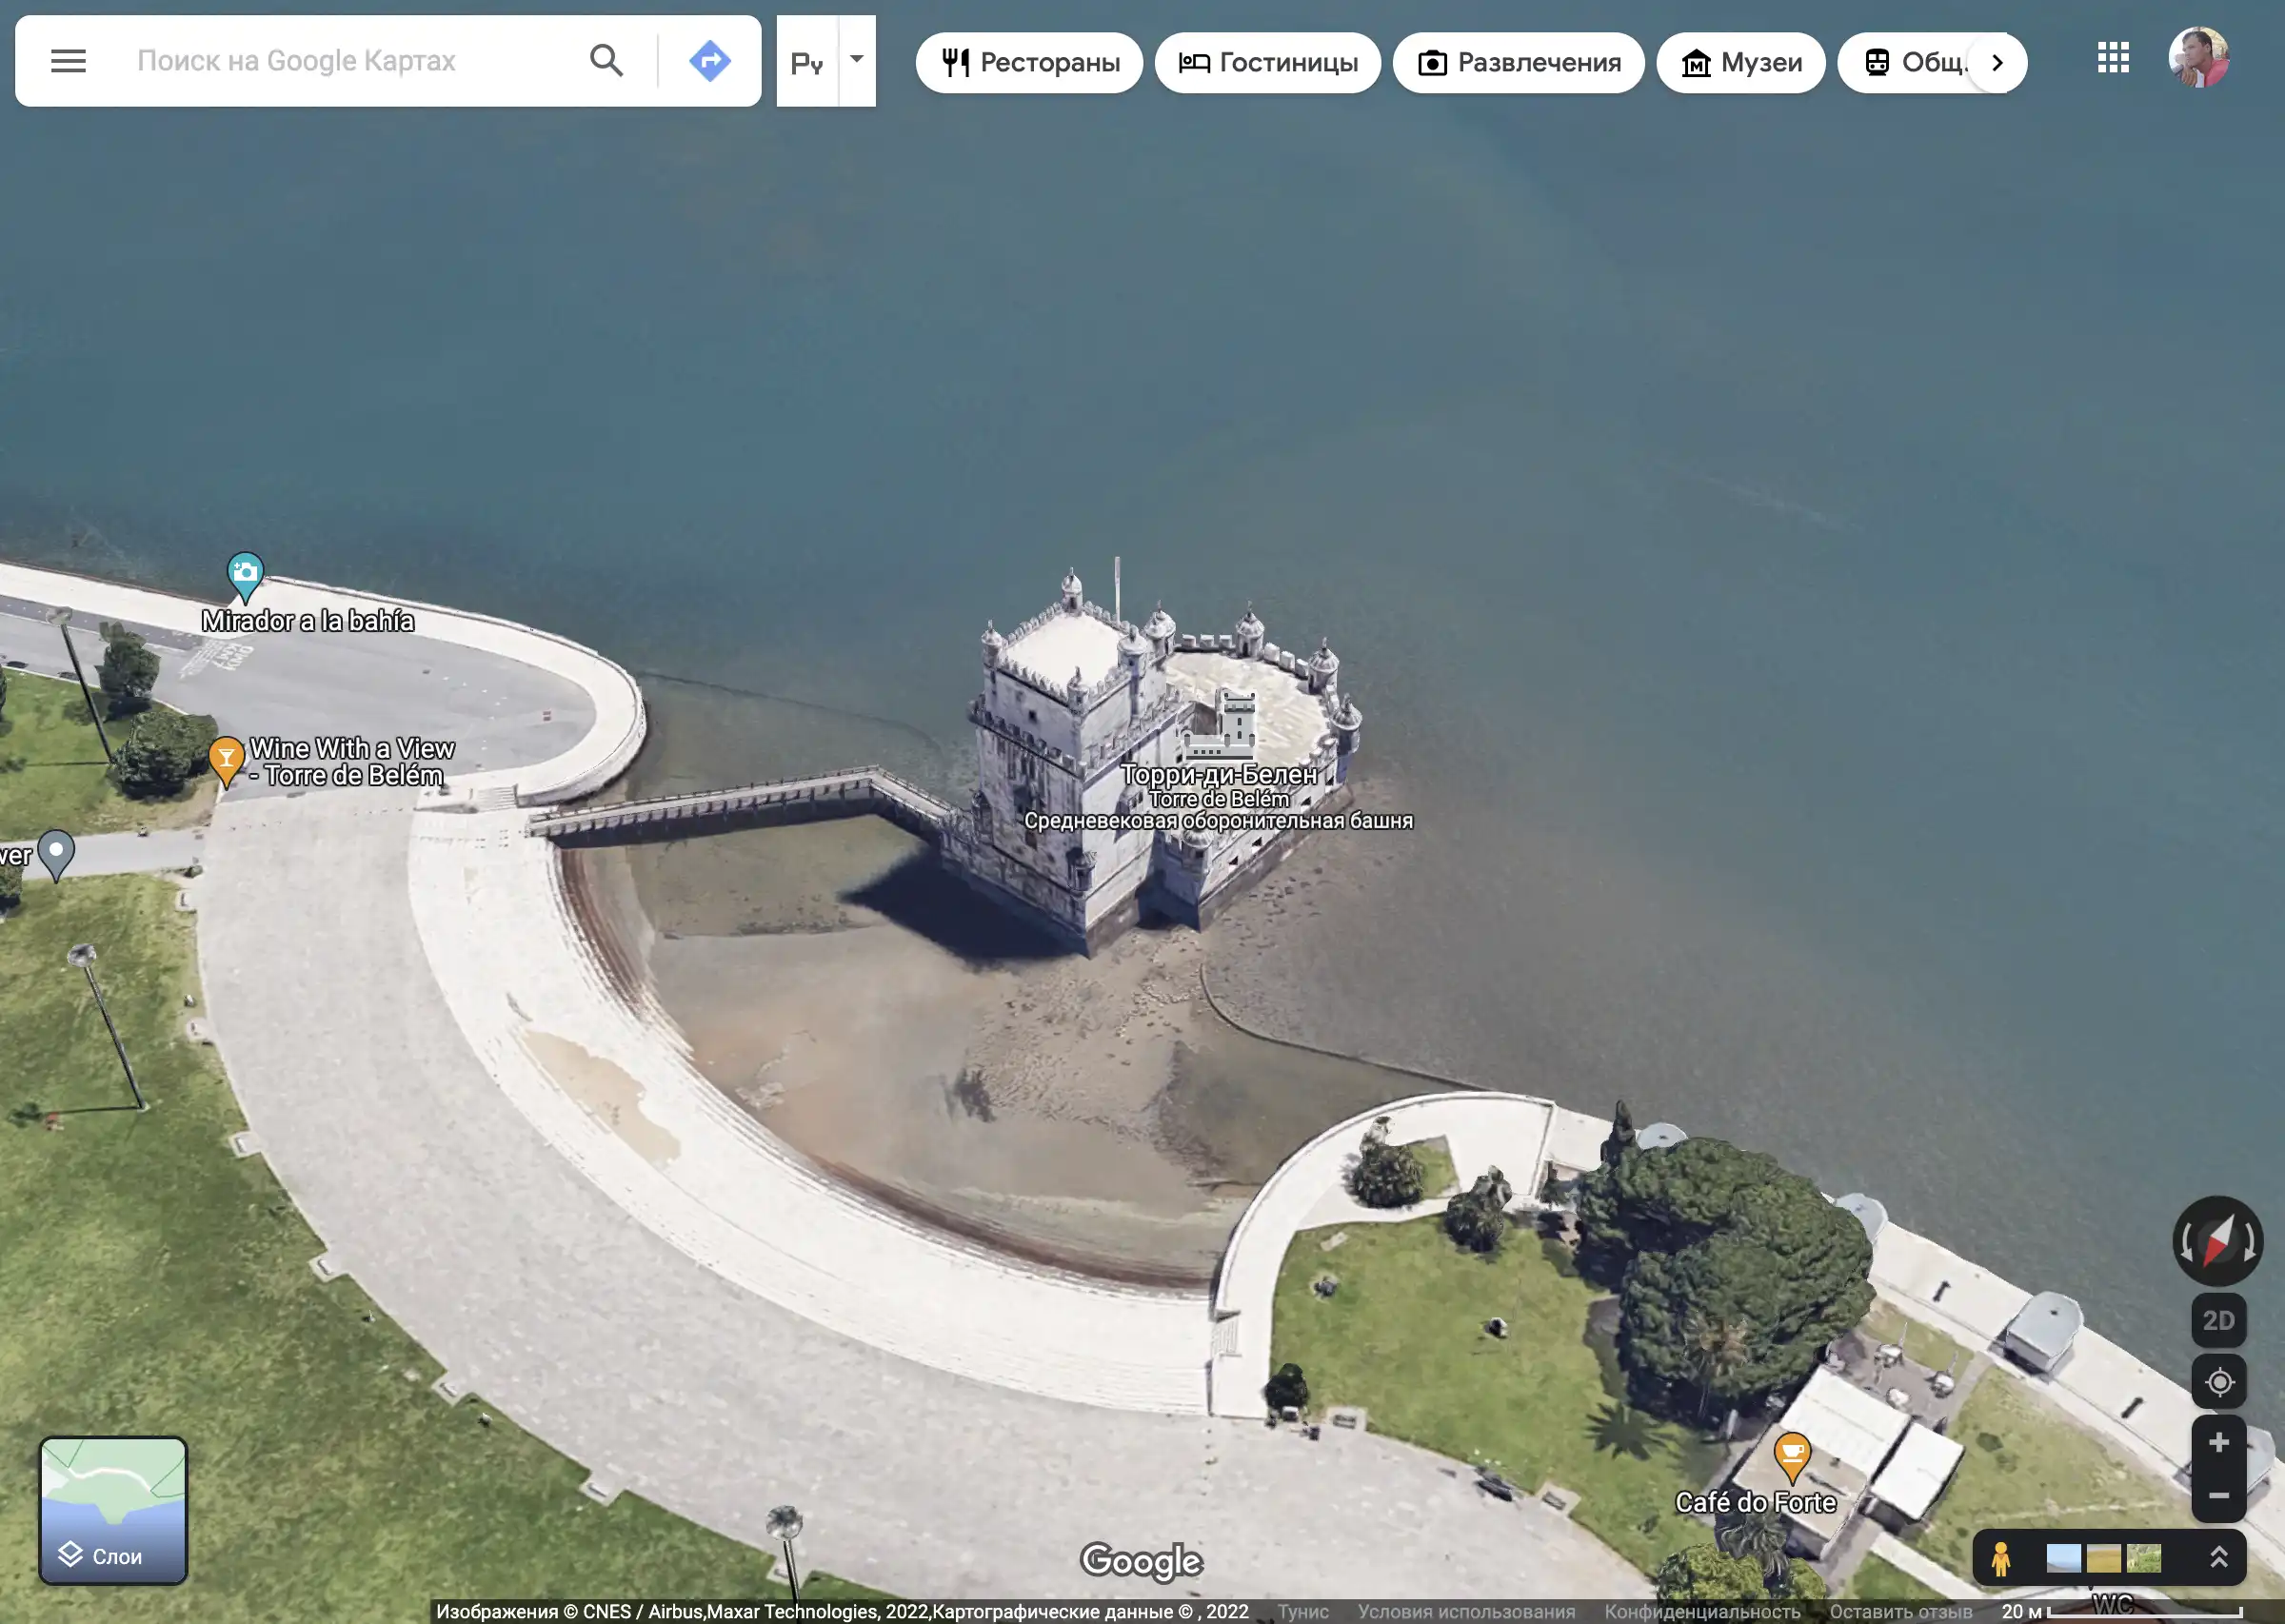 Поиск на Google Картах
Ру
Рестораны
Гостиницы
Развлечения
Музеи
Общ.
Mirador a la bahía
Wine With a View
- Torre de Belém
wer
Торри-ди-Белен
Torre de Belém
Средневековая оборонительная башня
2D
Café do Forte
Слои
Google
WC
Изображения © CNES / Airbus,Maxar Technologies, 2022,Картографические данные © , 2022 Тунис Условия использования Конфиденциальность Оставить отзыв 20 м